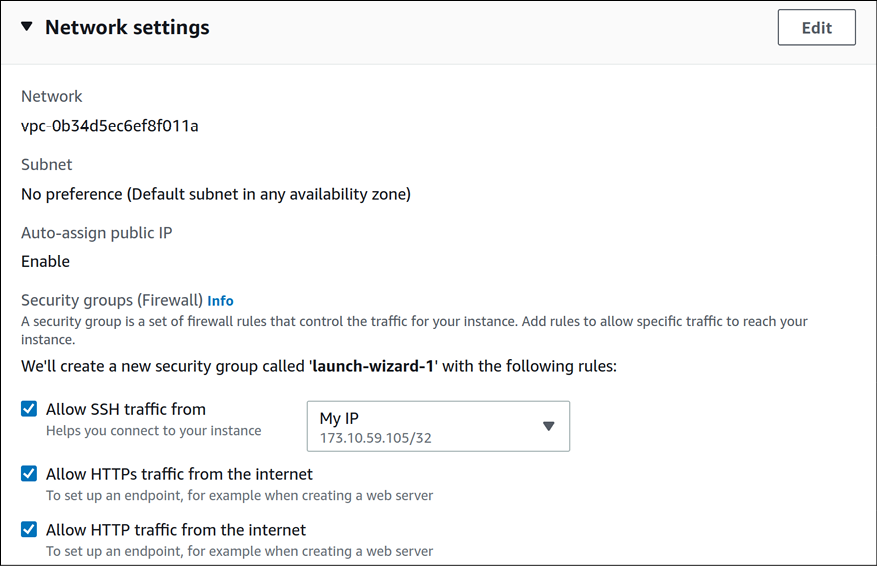 Network settings
Edit
Network
vpc-0b34d5ec6ef8f011a
Subnet
No preference (Default subnet in any availability zone)
Auto-assign public IP
Enable
Security groups (Firewall) Info
A security group is a set of firewall rules that control the traffic for your instance. Add rules to allow specific traffic to reach your
instance.
We'll create a new security group called 'launch-wizard-1' with the following rules:
Allow SSH traffic from
Helps you connect to your instance
My IP
173.10.59.105/32
Allow HTTPs traffic from the internet
To set up an endpoint, for example when creating a web server
Allow HTTP traffic from the internet
To set up an endpoint, for example when creating a web server